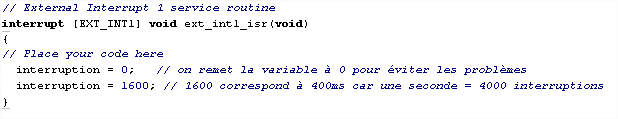 // External Interrupt 1 service routine
interrupt [EXT_INT1] void ext_int1_isr(void)
{
// Place your code here
interruption = 0; // on remet la variable à 0 pour éviter les problèmes
interruption = 1600; // 1600 correspond à 400ms car une seconde = 4000 interruptions
}